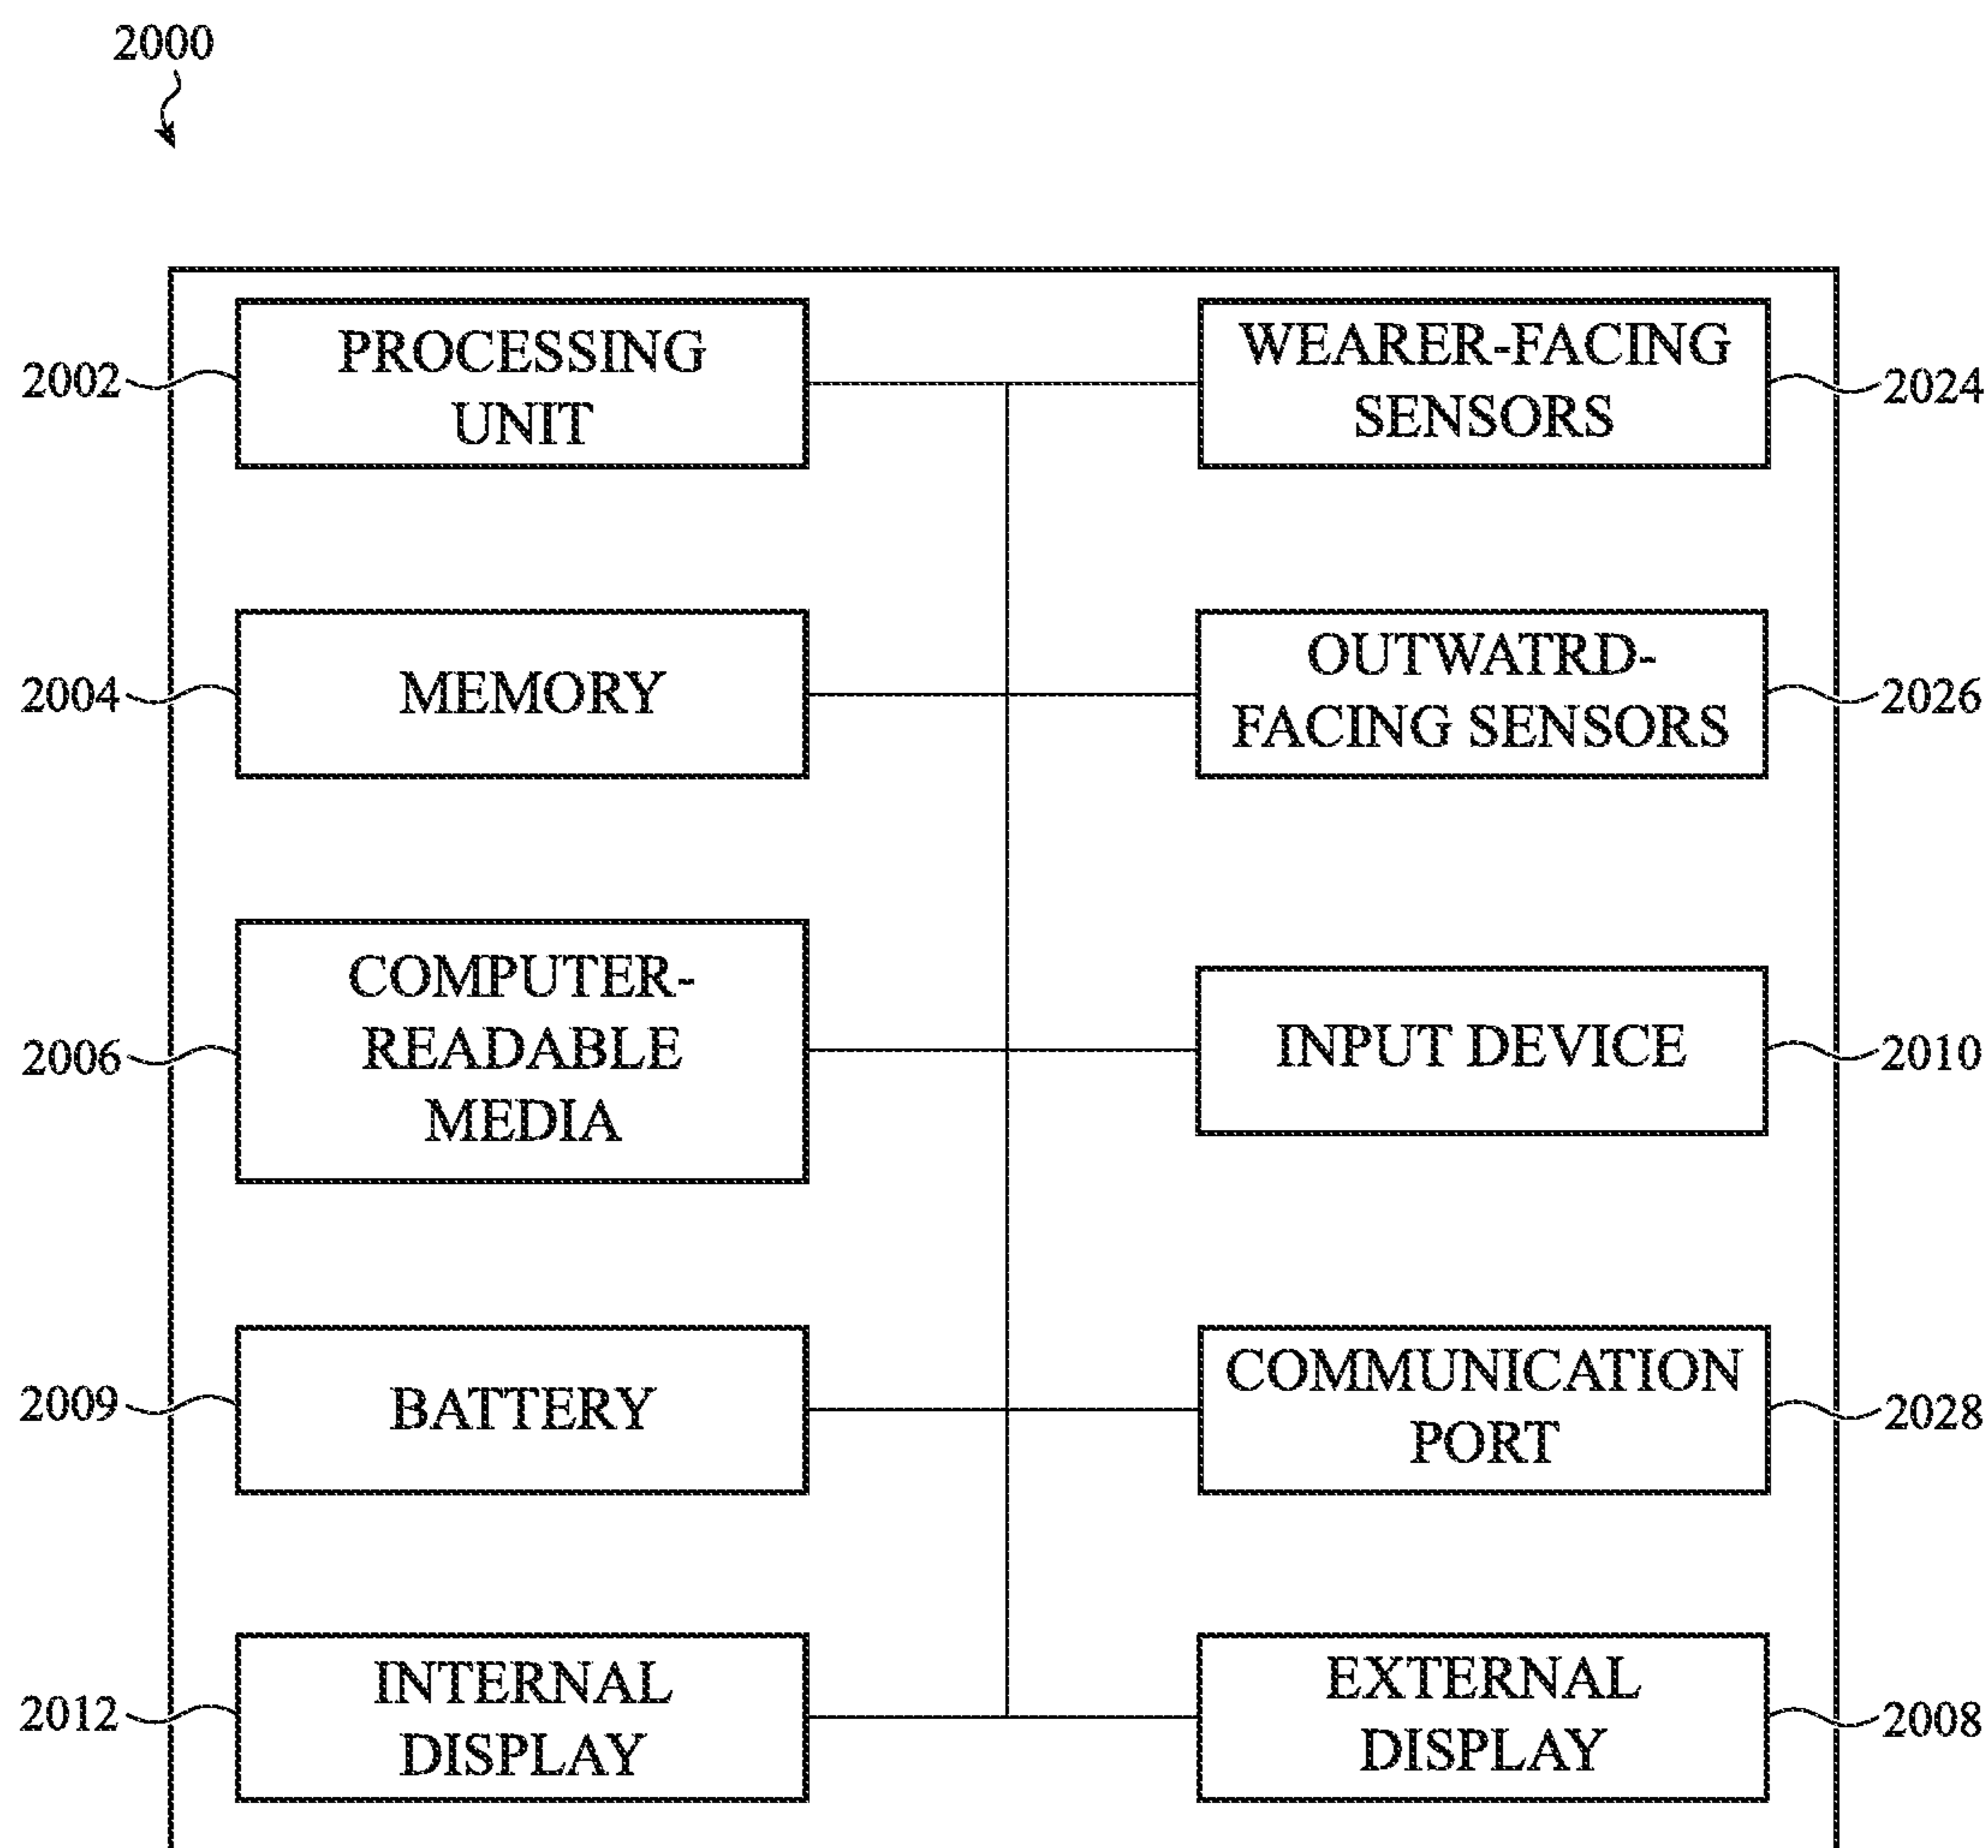 2000
PROCESSING
UNIT
2002
WEARER-FACING
SENSORS
2024
MEMORY
2004
OUTWATRD-
FACING SENSORS
2026
COMPUTER-
READABLE
MEDIA
2006
INPUT DEVICE
2010
BATTERY
2009
COMMUNICATION
PORT
2028
INTERNAL
DISPLAY
2012
EXTERNAL
DISPLAY
2008